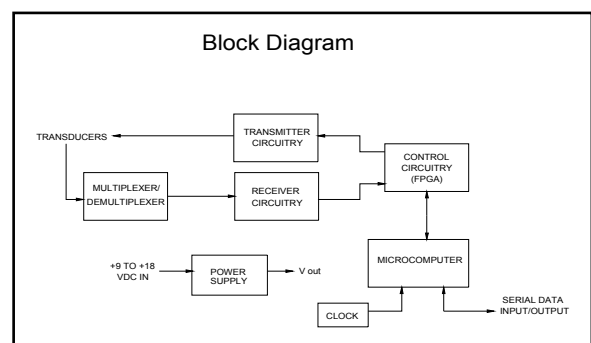 Block Diagram
TRANSMITTER
CIRCUITRY
TRANSDUCERS
CONTROL
CIRCUITRY
(FPGA)
MULTIPLEXER/
DEMULTIPLEXER
RECEIVER
CIRCUITRY
+9 TO +18
VDC IN
POWER
SUPPLY
V out
MICROCOMPUTER
CLOCK
SERIAL DATA
INPUT/OUTPUT